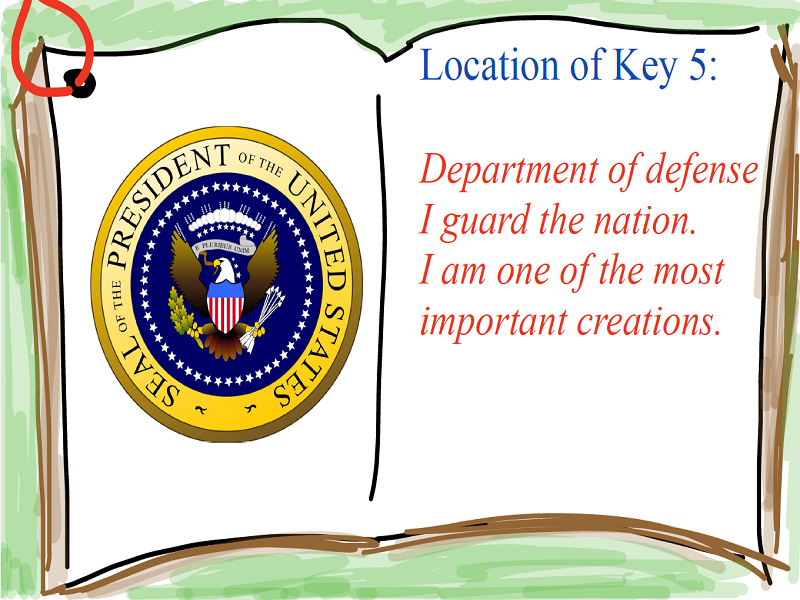 SEAL OF THE PRESIDENT OF THE UNITED STATES
E PLURIBUS UNUM
Location of Key 5:
Department of defense
I guard the nation.
I am one of the most
important creations.